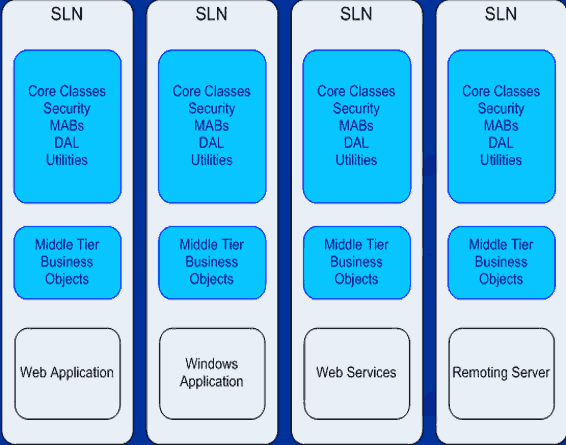 SLN
Core Classes
Security
MABs
DAL
Utilities
Middle Tier
Business
Objects
Web Application
SLN
Core Classes
Security
MABs
DAL
Utilities
Middle Tier
Business
Objects
Windows
Application
SLN
Core Classes
Security
MABs
DAL
Utilities
Middle Tier
Business
Objects
Web Services
SLN
Core Classes
Security
MABs
DAL
Utilities
Middle Tier
Business
Objects
Remoting Server